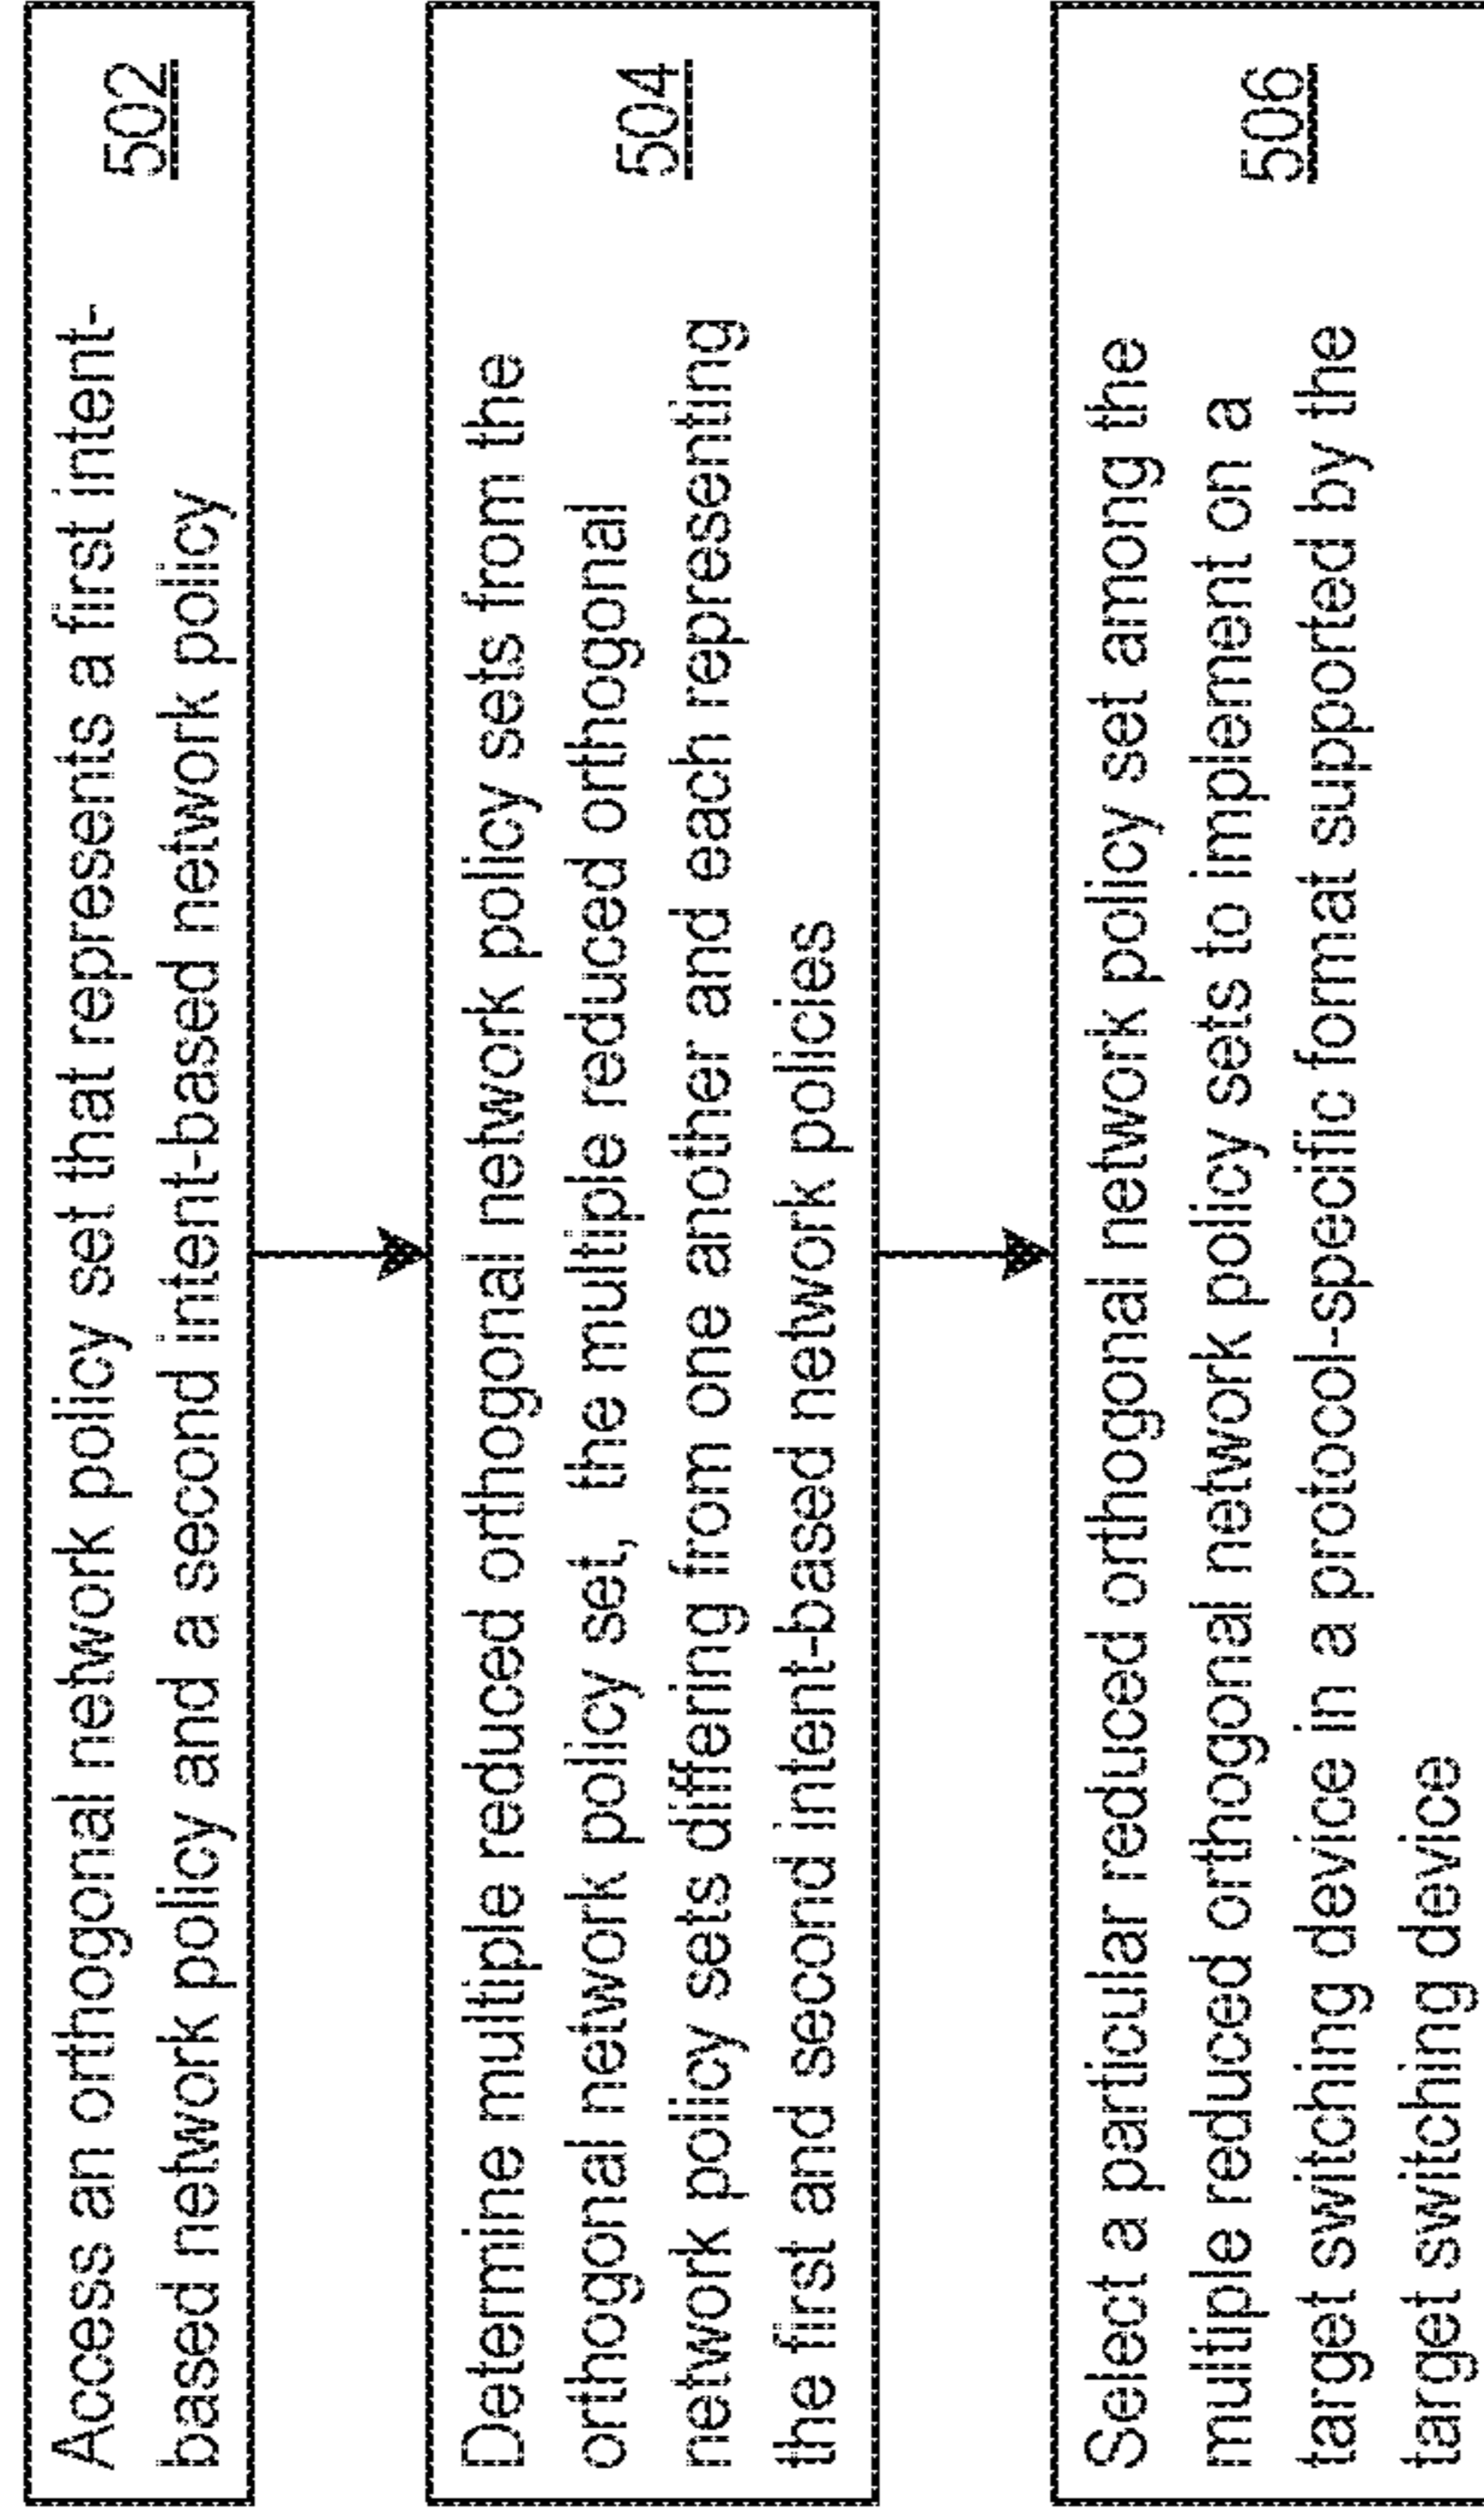 Access an orthogonal network policy set that represents a first intent-
based network policy and a second intent-based network policy
502
Determine multiple reduced orthogonal network policy sets from the
orthogonal network policy set, the multiple reduced orthogonal
network policy sets differing from one another and each representing
the first and second intent-based network policies
504
Select a particular reduced orthogonal network policy set among the
multiple reduced orthogonal network policy sets to implement on a
target switching device in a protocol-specific format supported by the
target switching device
506